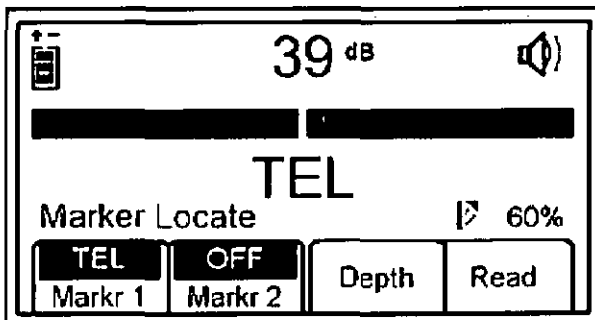 39 dB
TEL
Marker Locate 60%
TEL OFF Depth Read
Markr 1 Markr 2